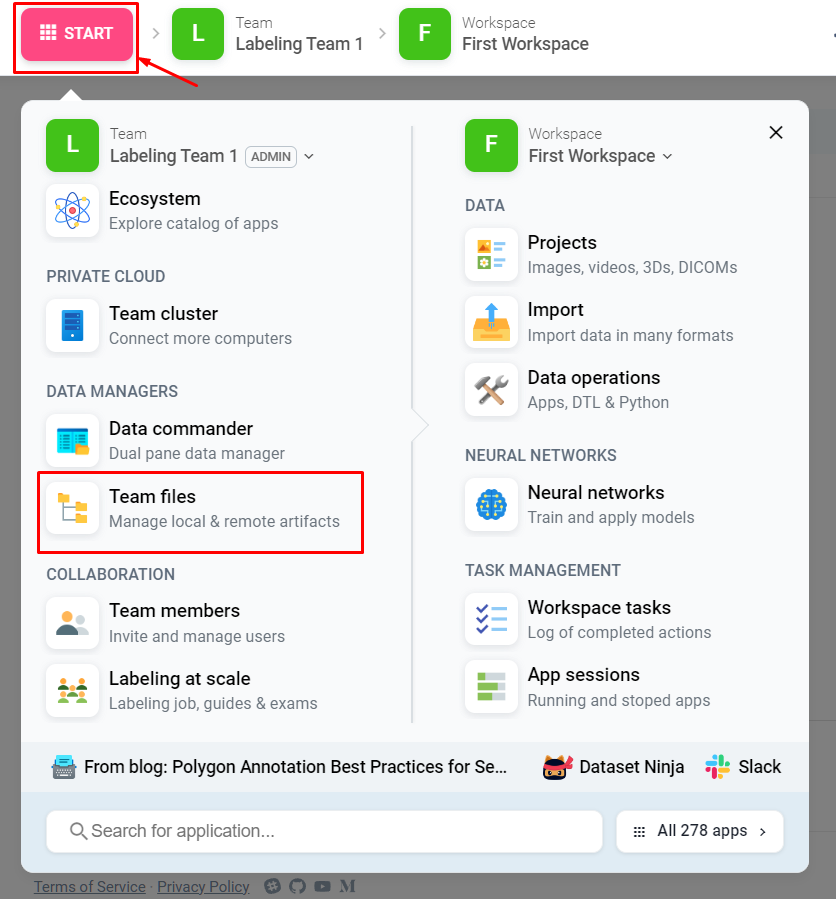 START
L
Team
Labeling Team 1
F
Workspace
First Workspace
L
Team
Labeling Team 1 ADMIN
Ecosystem
Explore catalog of apps
PRIVATE CLOUD
Team cluster
Connect more computers
DATA MANAGERS
Data commander
Dual pane data manager
Team files
Manage local & remote artifacts
COLLABORATION
Team members
Invite and manage users
Labeling at scale
Labeling job, guides & exams
F
Workspace
First Workspace
DATA
Projects
Images, videos, 3Ds, DICOMs
Import
Import data in many formats
Data operations
Apps, DTL & Python
NEURAL NETWORKS
Neural networks
Train and apply models
TASK MANAGEMENT
Workspace tasks
Log of completed actions
App sessions
Running and stoped apps
From blog: Polygon Annotation Best Practices for Se...
Dataset Ninja
Slack
Search for application...
All 278 apps
Terms of Service · Privacy Policy